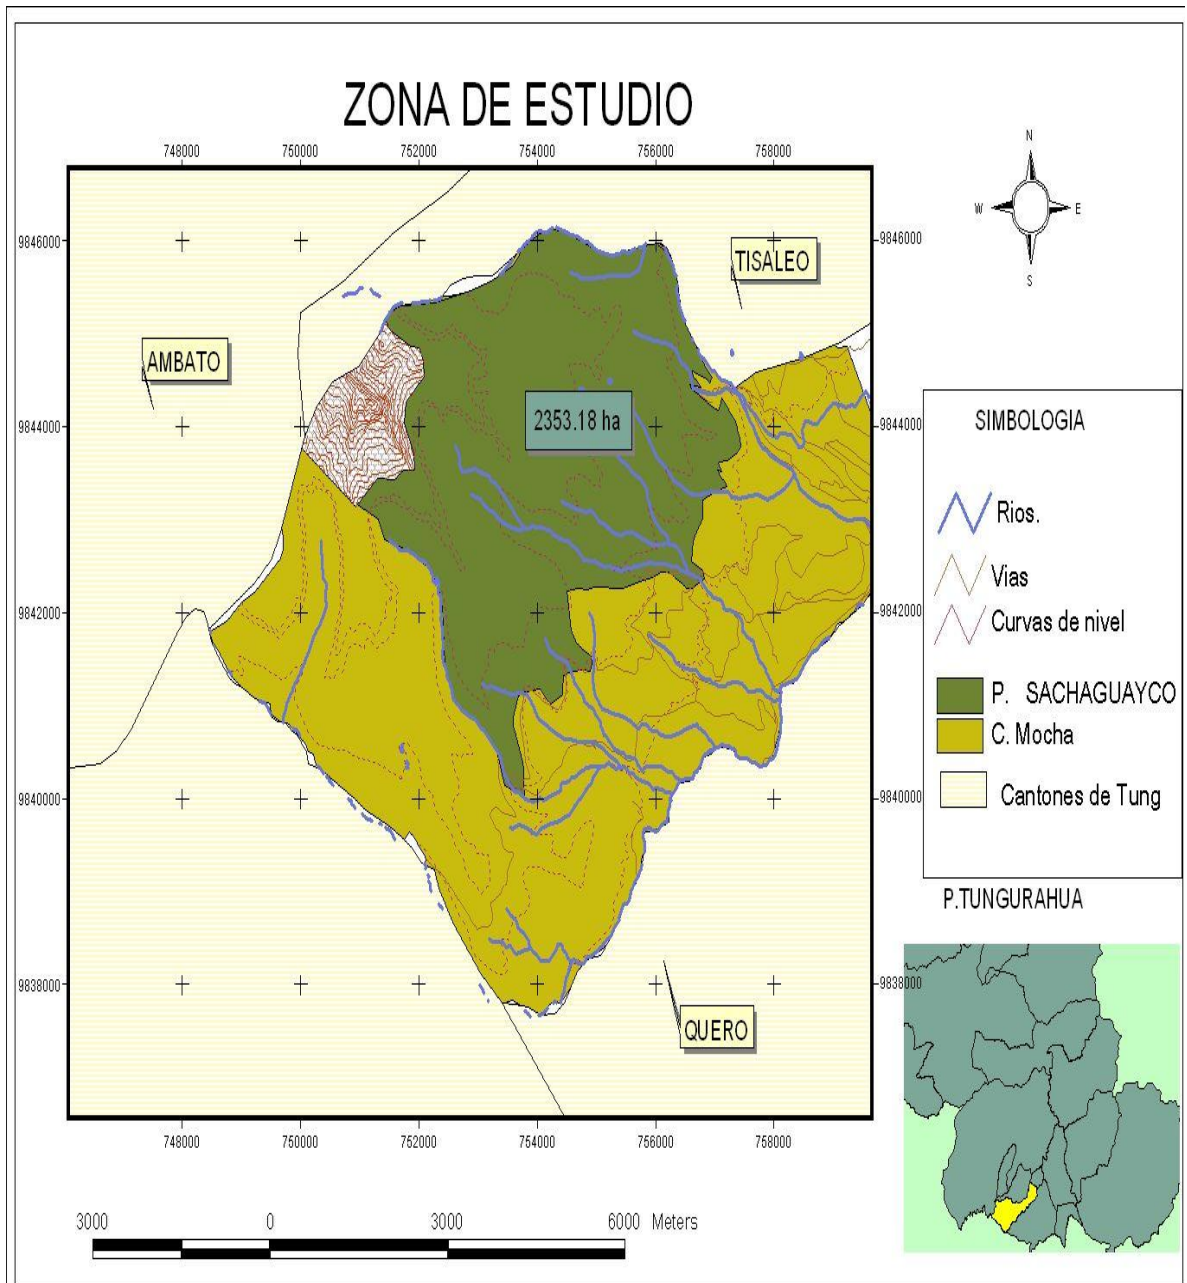 ZONA DE ESTUDIO
748000 750000 752000 754000 756000 758000
N
W E
S
9846000 9846000
TISALEO
AMBATO
2353.18 ha
9844000 9844000
9842000 9842000
9840000 9840000
9838000 9838000
QUERO
748000 750000 752000 754000 756000 758000
SIMBOLOGIA
Rios.
Vias
Curvas de nivel
P. SACHAGUAYCO
C. Mocha
Cantones de Tung
P.TUNGURAHUA
3000 0 3000 6000 Meters